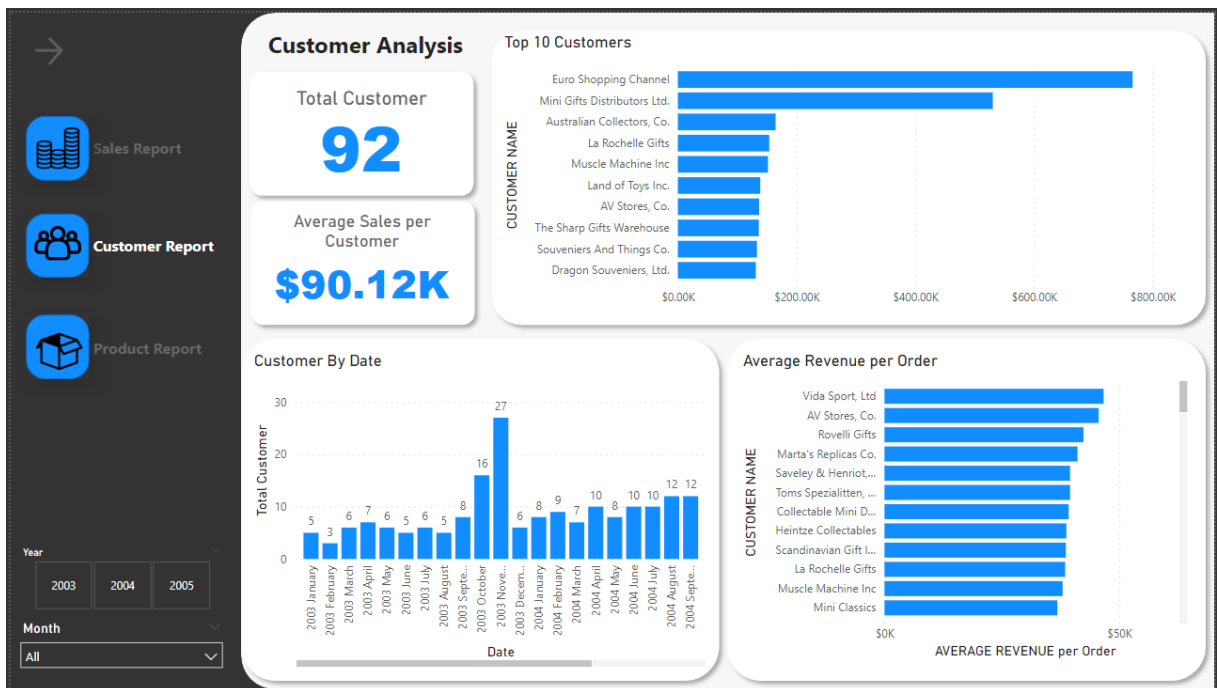 Sales Report
Customer Report
Product Report
Year
2003
2004
2005
Month
All
Customer Analysis
Total Customer
92
Average Sales per
Customer
$90.12K
Top 10 Customers
CUSTOMER NAME
Euro Shopping Channel
Mini Gifts Distributors Ltd.
Australian Collectors, Co.
La Rochelle Gifts
Muscle Machine Inc
Land of Toys Inc.
AV Stores, Co.
The Sharp Gifts Warehouse
Souveniers And Things Co.
Dragon Souveniers, Ltd.
$0.00K
$200.00K
$400.00K
$600.00K
$800.00K
Customer By Date
Total Customer
30
20
10
0
5
3
6
7
6
5
6
5
8
16
27
6
8
9
7
10
8
10
10
12
12
2003 January
2003 February
2003 March
2003 April
2003 May
2003 June
2003 July
2003 August
2003 Septe...
2003 October
2003 Nove...
2003 Decem...
2004 January
2004 February
2004 March
2004 April
2004 May
2004 June
2004 July
2004 August
2004 Septe...
Date
Average Revenue per Order
CUSTOMER NAME
Vida Sport, Ltd
AV Stores, Co.
Rovelli Gifts
Marta's Replicas Co.
Saveley & Henriot,...
Toms Spezialitten, ...
Collectable Mini D...
Heintze Collectables
Scandinavian Gift I...
La Rochelle Gifts
Muscle Machine Inc
Mini Classics
$0K
$50K
AVERAGE REVENUE per Order